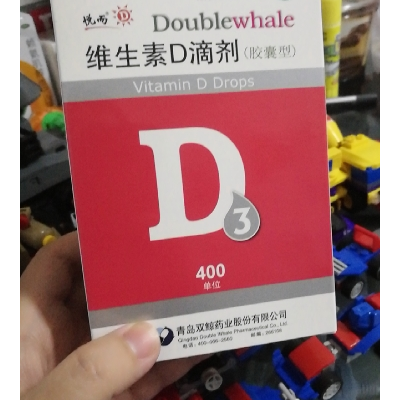 悦而 D Doublewhale
维生素D滴剂(胶囊型)
Vitamin D Drops
D3
400
单位
青岛双鲸药业股份有限公司
Qingdao Double Whale Pharmaceutical Co., Ltd.